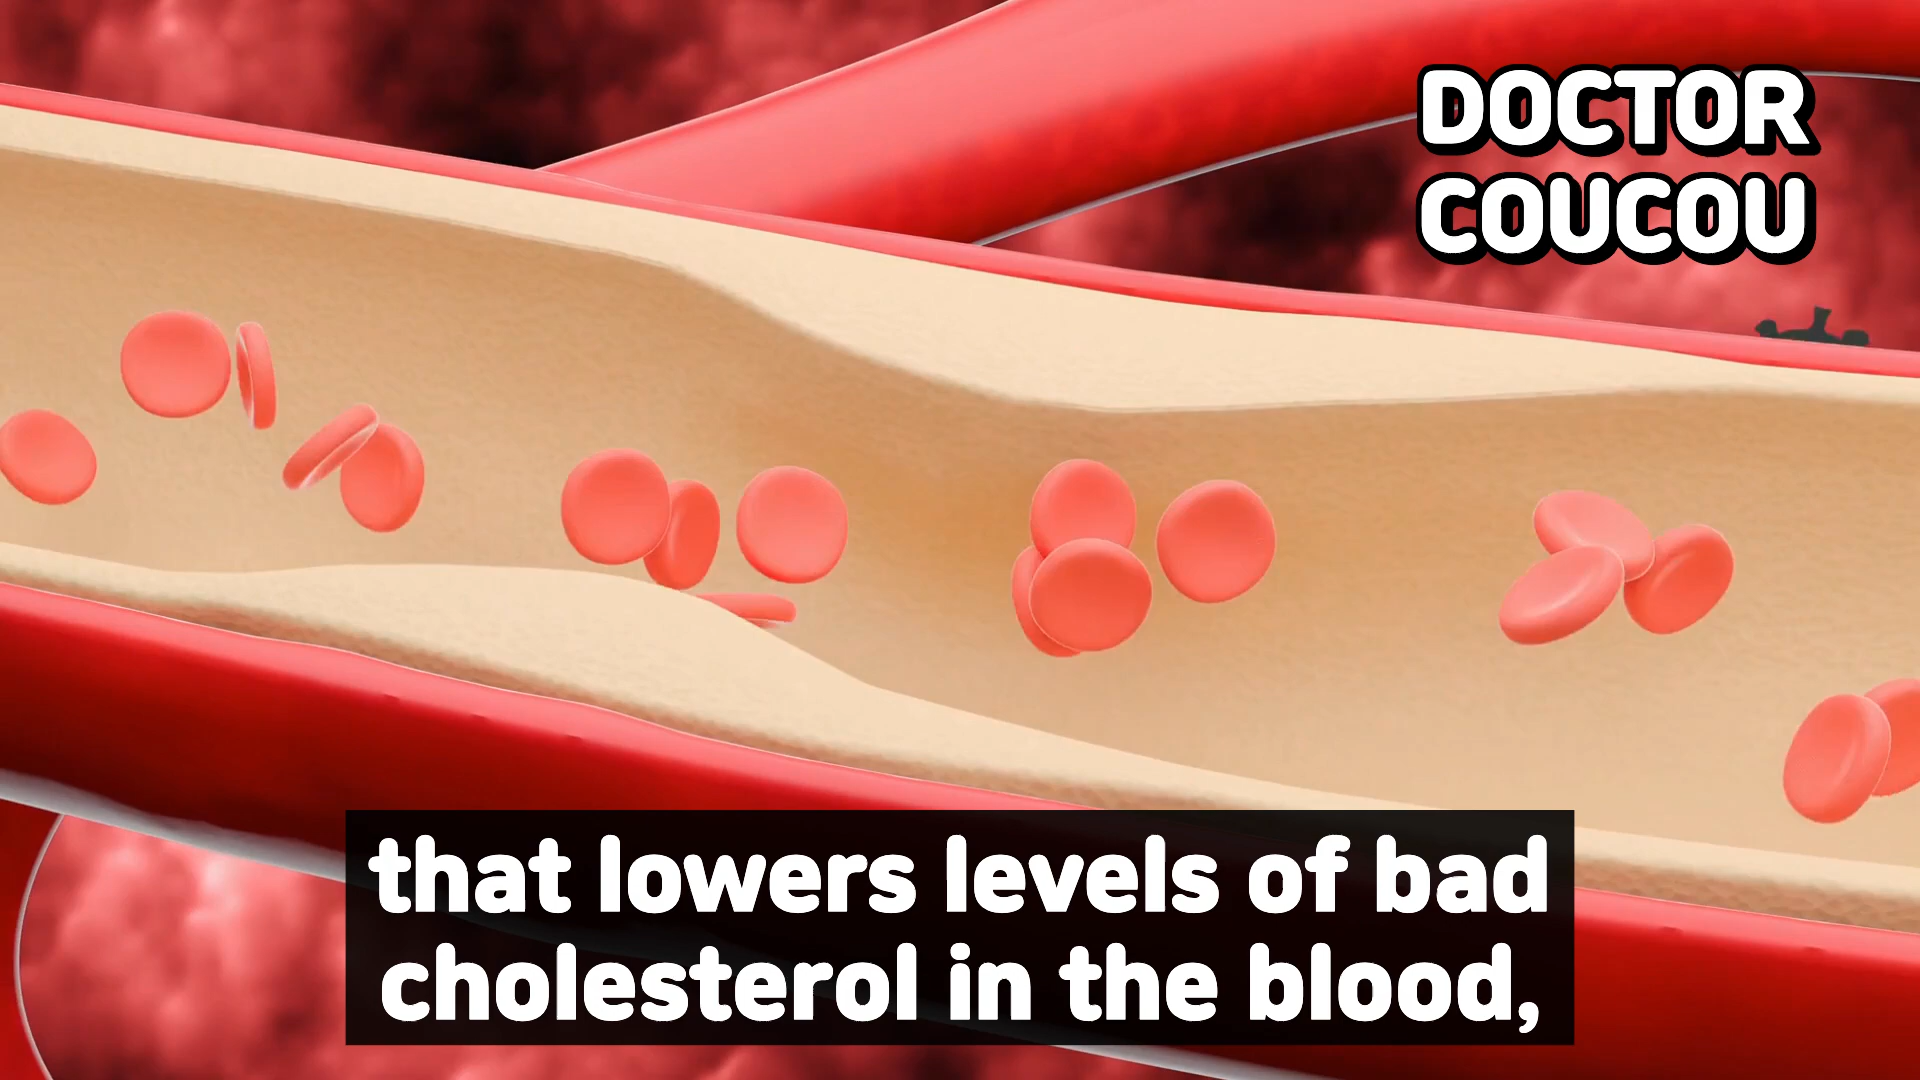 DOCTOR
COUCOU
that lowers levels of bad
cholesterol in the blood,